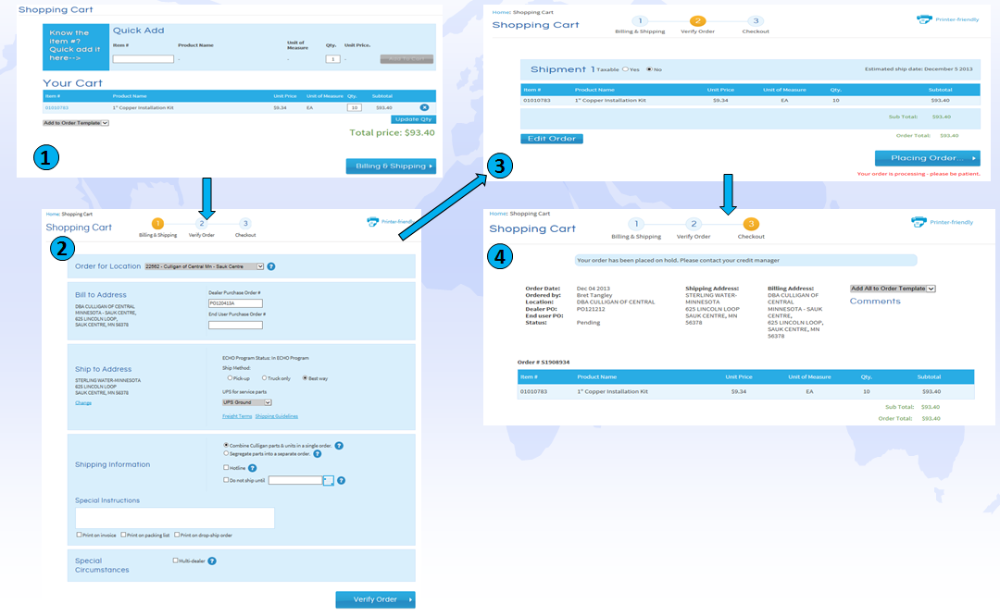 Shopping Cart
Know the
item #?
Quick add it
here-->
Quick Add
Item # Product Name Unit of Measure Qty. Unit Price.
- - 1 -
Add to Cart
Your Cart
Item # Product Name Unit Price Unit of Measure Qty. Subtotal
01010783 1" Copper Installation Kit $9.34 EA 10 $93.40
Add to Order Template
Update Qty
Total price: $93.40
1
Billing & Shipping
Home: Shopping Cart
Shopping Cart
1 2 3
Billing & Shipping Verify Order Checkout
Printer-friendly
2
Order for Location 22562 - Culligan of Central Mn - Sauk Centre ?
Bill to Address
DBA CULLIGAN OF CENTRAL
MINNESOTA - SAUK CENTRE,
625 LINCOLN LOOP,
SAUK CENTRE, MN 56378
Dealer Purchase Order #
PO120413A
End User Purchase Order #
Ship to Address
STERLING WATER-MINNESOTA
625 LINCOLN LOOP
SAUK CENTRE, MN 56378
Change
ECHO Program Status: In ECHO Program
Ship Method:
Pick-up Truck only Best way
UPS for service parts
UPS Ground
Freight Terms Shipping Guidelines
Shipping Information
Combine Culligan parts & units in a single order. ?
Segregate parts into a separate order. ?
Hotline ?
Do not ship until ?
Special Instructions
Print on invoice Print on packing list Print on drop-ship order
Special
Circumstances
Multi-dealer ?
Verify Order
Home: Shopping Cart
Shopping Cart
1 2 3
Billing & Shipping Verify Order Checkout
Printer-friendly
Shipment 1 Taxable Yes No Estimated ship date: December 5 2013
Item # Product Name Unit Price Unit of Measure Qty. Subtotal
01010783 1" Copper Installation Kit $9.34 EA 10 $93.40
Sub Total: $93.40
Order Total: $93.40
Edit Order
3
Placing Order...
Your order is processing - please be patient.
Home: Shopping Cart
Shopping Cart
1 2 3
Billing & Shipping Verify Order Checkout
Printer-friendly
4
Your order has been placed on hold. Please contact your credit manager
Order Date: Dec 04 2013
Ordered by: Bret Tangley
Location: DBA CULLIGAN OF CENTRAL
Dealer PO: PO121212
End user PO:
Status: Pending
Shipping Address:
STERLING WATER-
MINNESOTA
625 LINCOLN LOOP
SAUK CENTRE, MN
56378
Billing Address:
DBA CULLIGAN OF
CENTRAL
MINNESOTA - SAUK
CENTRE,
625 LINCOLN LOOP,
SAUK CENTRE, MN
56378
Add All to Order Template
Comments
Order # S1908934
Item # Product Name Unit Price Unit of Measure Qty. Subtotal
01010783 1" Copper Installation Kit $9.34 EA 10 $93.40
Sub Total: $93.40
Order Total: $93.40